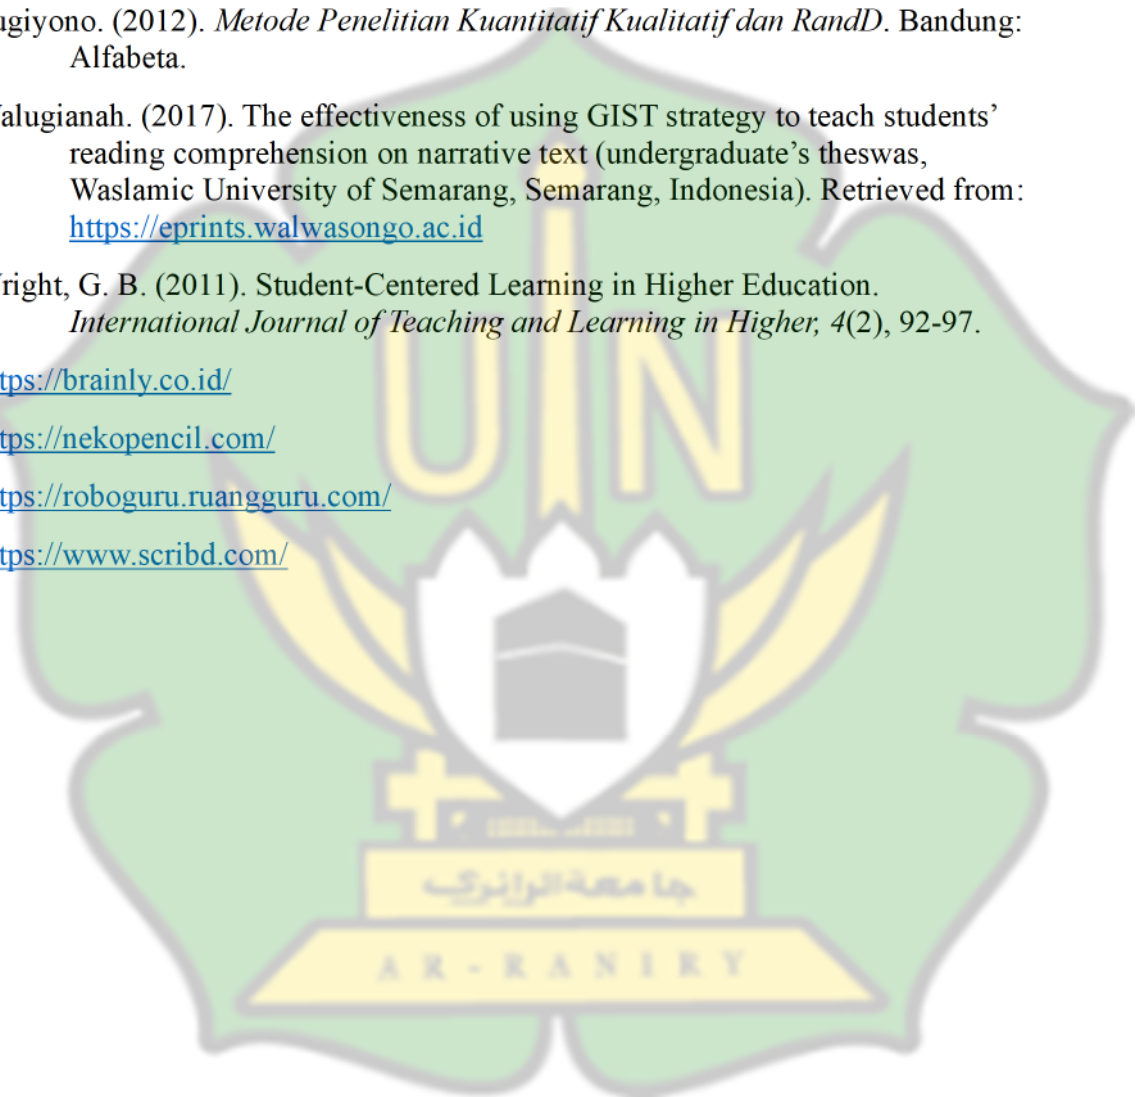 ugiyono. (2012). Metode Penelitian Kuantitatif Kualitatif dan RandD. Bandung:
Alfabeta.
alugianah. (2017). The effectiveness of using GIST strategy to teach students’
reading comprehension on narrative text (undergraduate’s theswas,
Waslamic University of Semarang, Semarang, Indonesia). Retrieved from:
https://eprints.walwasongo.ac.id
right, G. B. (2011). Student-Centered Learning in Higher Education.
International Journal of Teaching and Learning in Higher, 4(2), 92-97.
tps://brainly.co.id/
tps://nekopencil.com/
tps://roboguru.ruangguru.com/
tps://www.scribd.com/
UIN
جامعة الرانري
AR-RANIRY